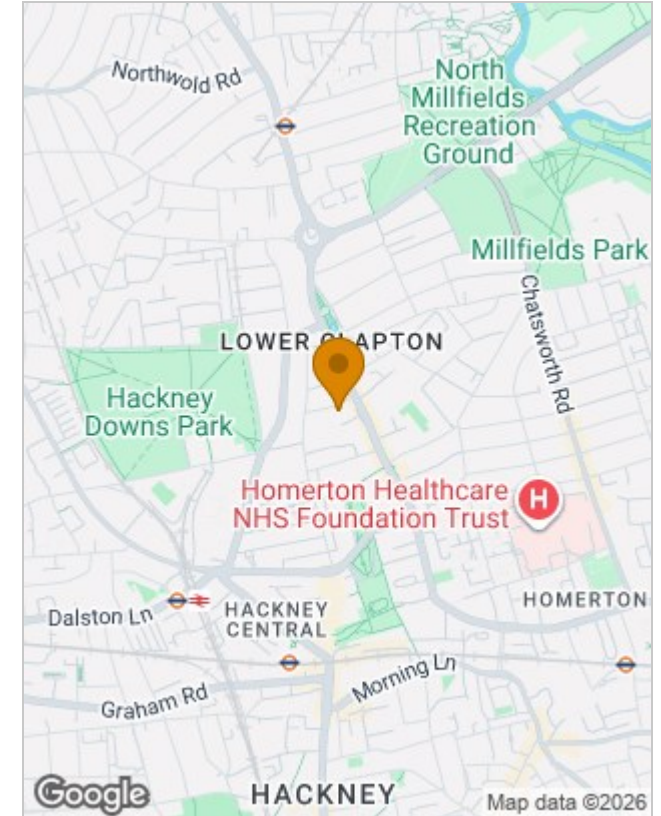 Northwold Rd
North
Millfields
Recreation
Ground
Millfields Park
Chatsworth Rd
LOWER CLAPTON
Hackney
Downs Park
Homerton Healthcare
NHS Foundation Trust
H
HOMERTON
Dalston Ln
HACKNEY
CENTRAL
Morning Ln
Graham Rd
HACKNEY
Google
Map data ©2026